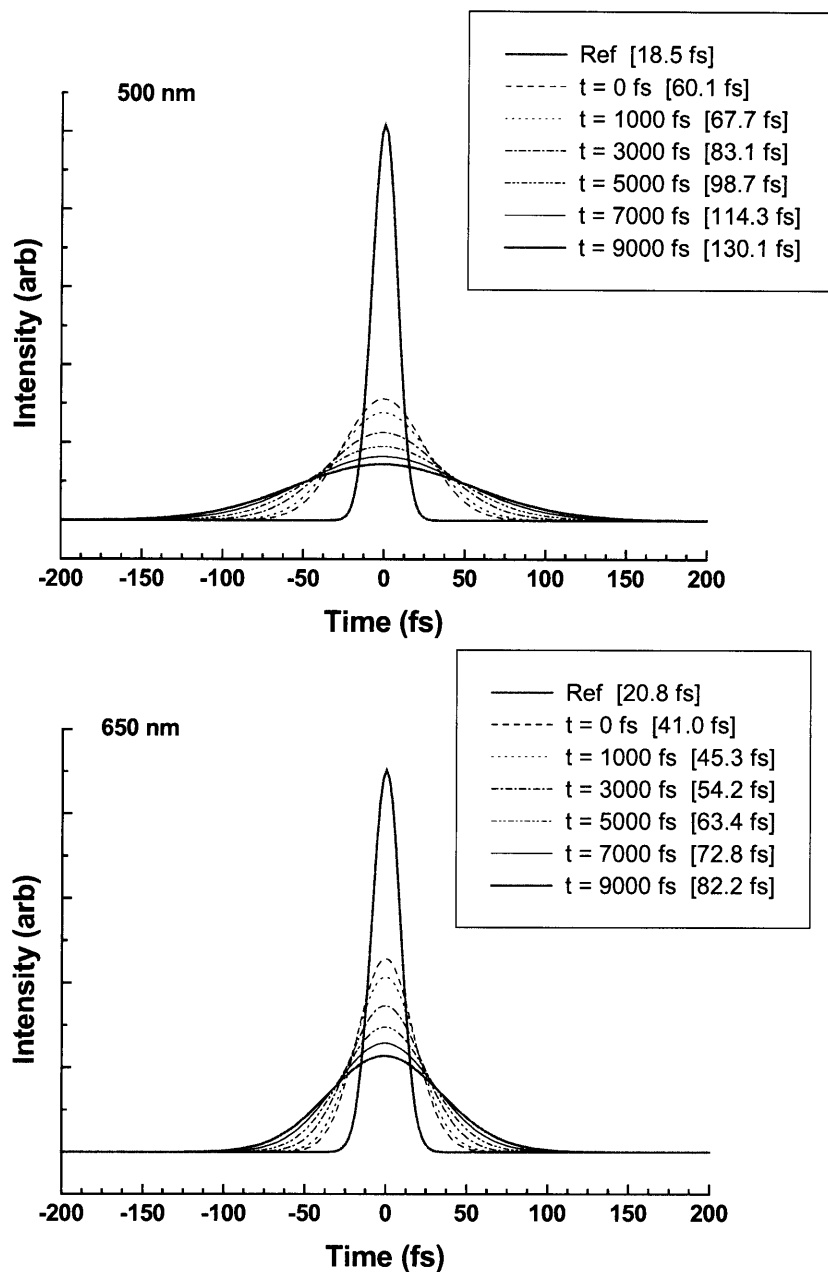 500 nm
Ref [18.5 fs]
t = 0 fs [60.1 fs]
t = 1000 fs [67.7 fs]
t = 3000 fs [83.1 fs]
t = 5000 fs [98.7 fs]
t = 7000 fs [114.3 fs]
t = 9000 fs [130.1 fs]
Intensity (arb)
-200 -150 -100 -50 0 50 100 150 200
Time (fs)
650 nm
Ref [20.8 fs]
t = 0 fs [41.0 fs]
t = 1000 fs [45.3 fs]
t = 3000 fs [54.2 fs]
t = 5000 fs [63.4 fs]
t = 7000 fs [72.8 fs]
t = 9000 fs [82.2 fs]
Intensity (arb)
-200 -150 -100 -50 0 50 100 150 200
Time (fs)